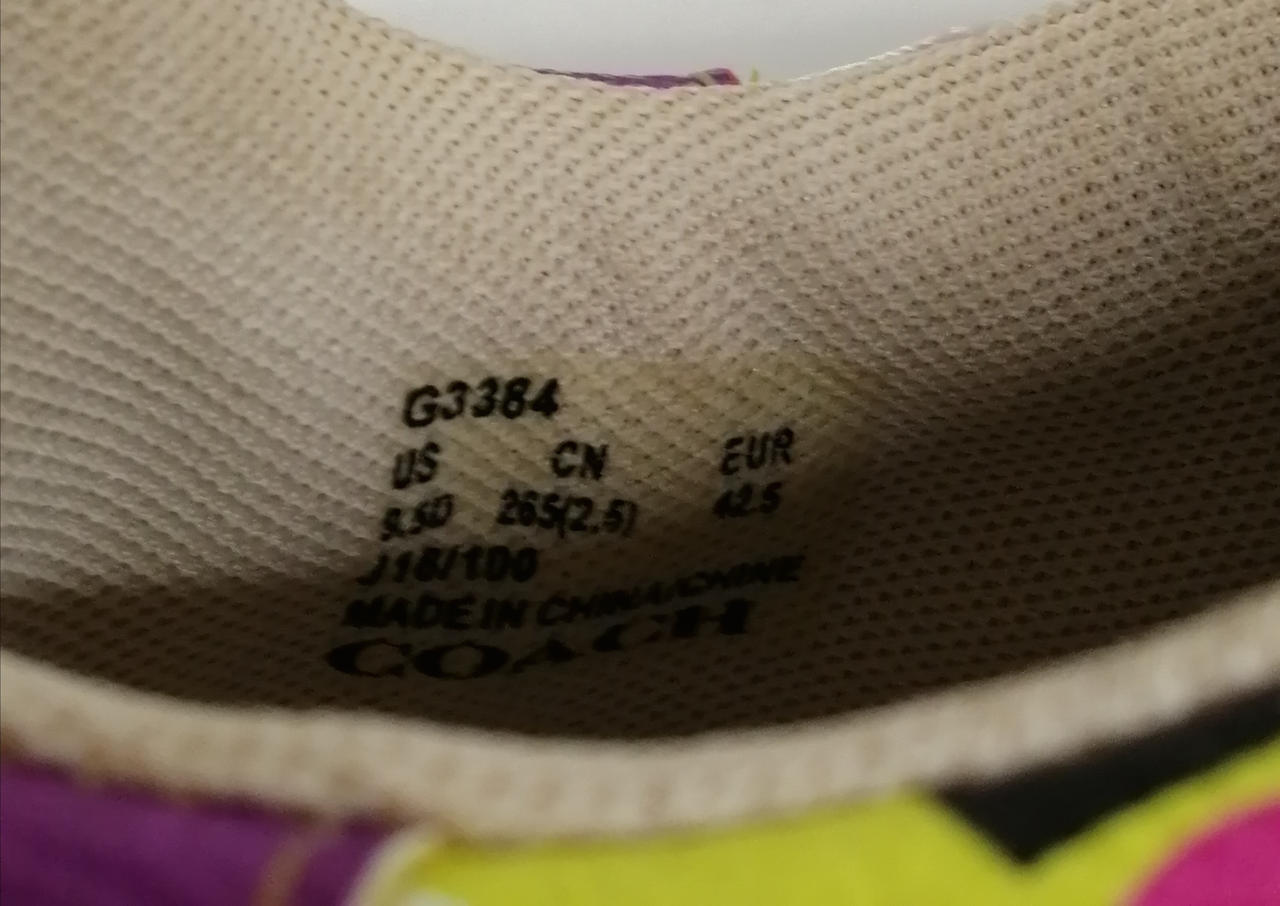 G3384
US CN EUR
9.5D 265(2.5) 42.5
J18/100
MADE IN CHINA/CHINE
COACH